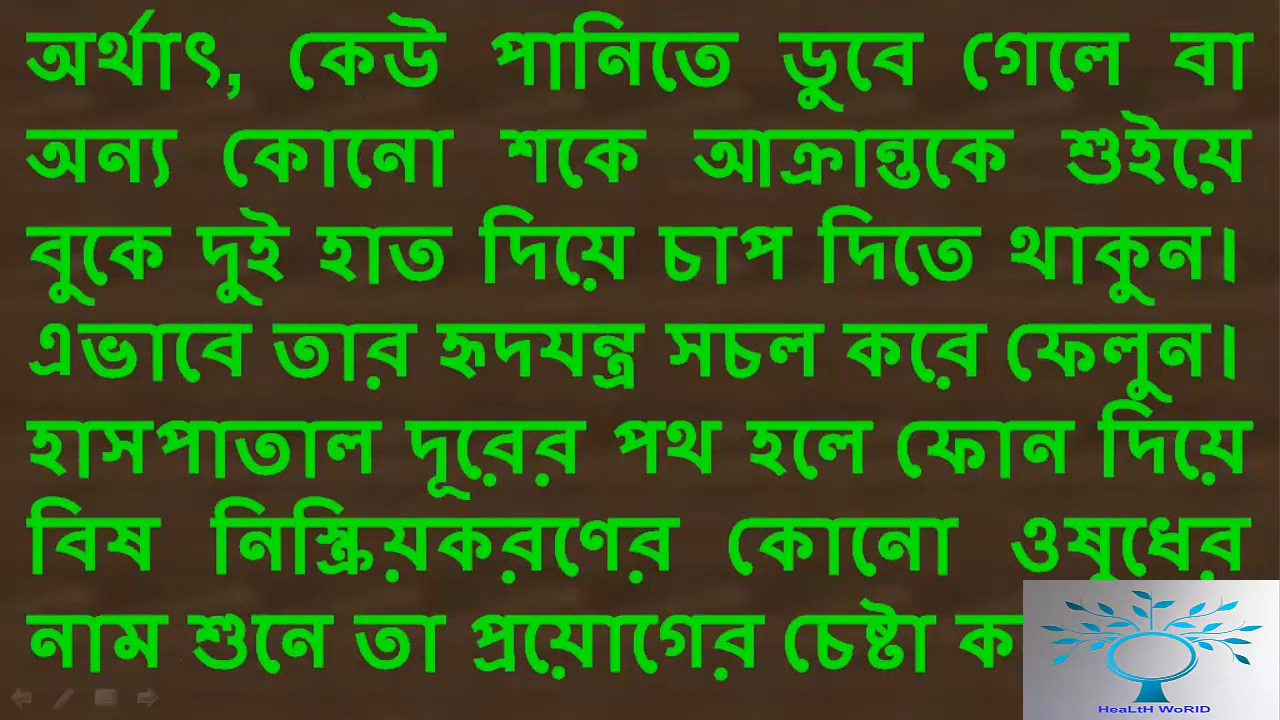 অর্থাৎ, কেউ পানিতে ডুবে গেলে বা
অন্য কোনো শকে আক্রান্তকে শুইয়ে
বুকে দুই হাত দিয়ে চাপ দিতে থাকুন।
এভাবে তার হৃদযন্ত্র সচল করে ফেলুন।
হাসপাতাল দূরের পথ হলে ফোন দিয়ে
বিষ নিস্ক্রিয়করণের কোনো ওষুধের
নাম শুনে তা প্রয়োগের চেষ্টা
HeaLtH WoRlD